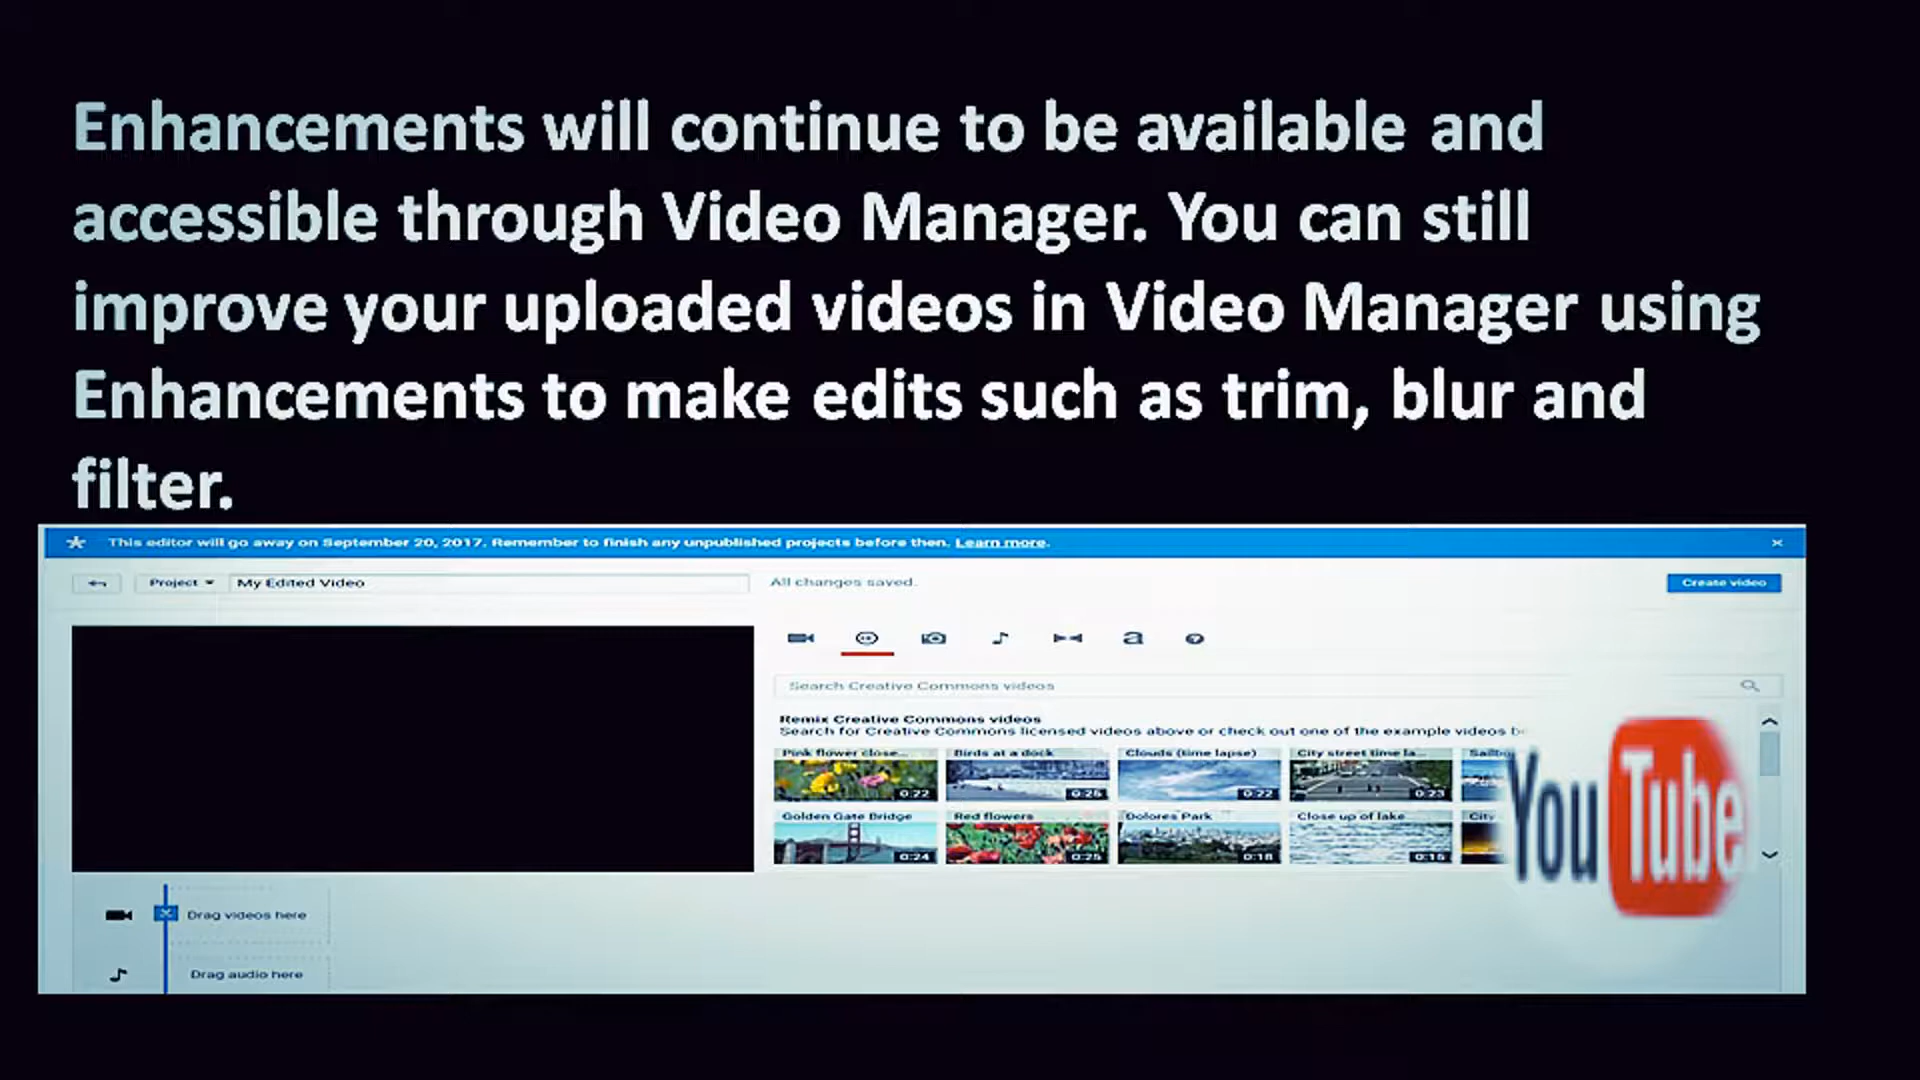 Enhancements will continue to be available and
accessible through Video Manager. You can still
improve your uploaded videos in Video Manager using
Enhancements to make edits such as trim, blur and
filter.
This editor will go away on September 20, 2017. Remember to finish any unpublished projects before then. Learn more.
Project My Edited Video All changes saved. Create video
Search Creative Commons videos
Remix Creative Commons videos
Search for Creative Commons licensed videos above or check out one of the example videos
Pink flower close... Birds at a dock Clouds (time lapse) City street time la...
0:22 0:25 0:22 0:23
Golden Gate Bridge Red flowers Dolores Park Close up of lake City
0:24 0:25 0:18 0:15
YouTube
Drag videos here
Drag audio here